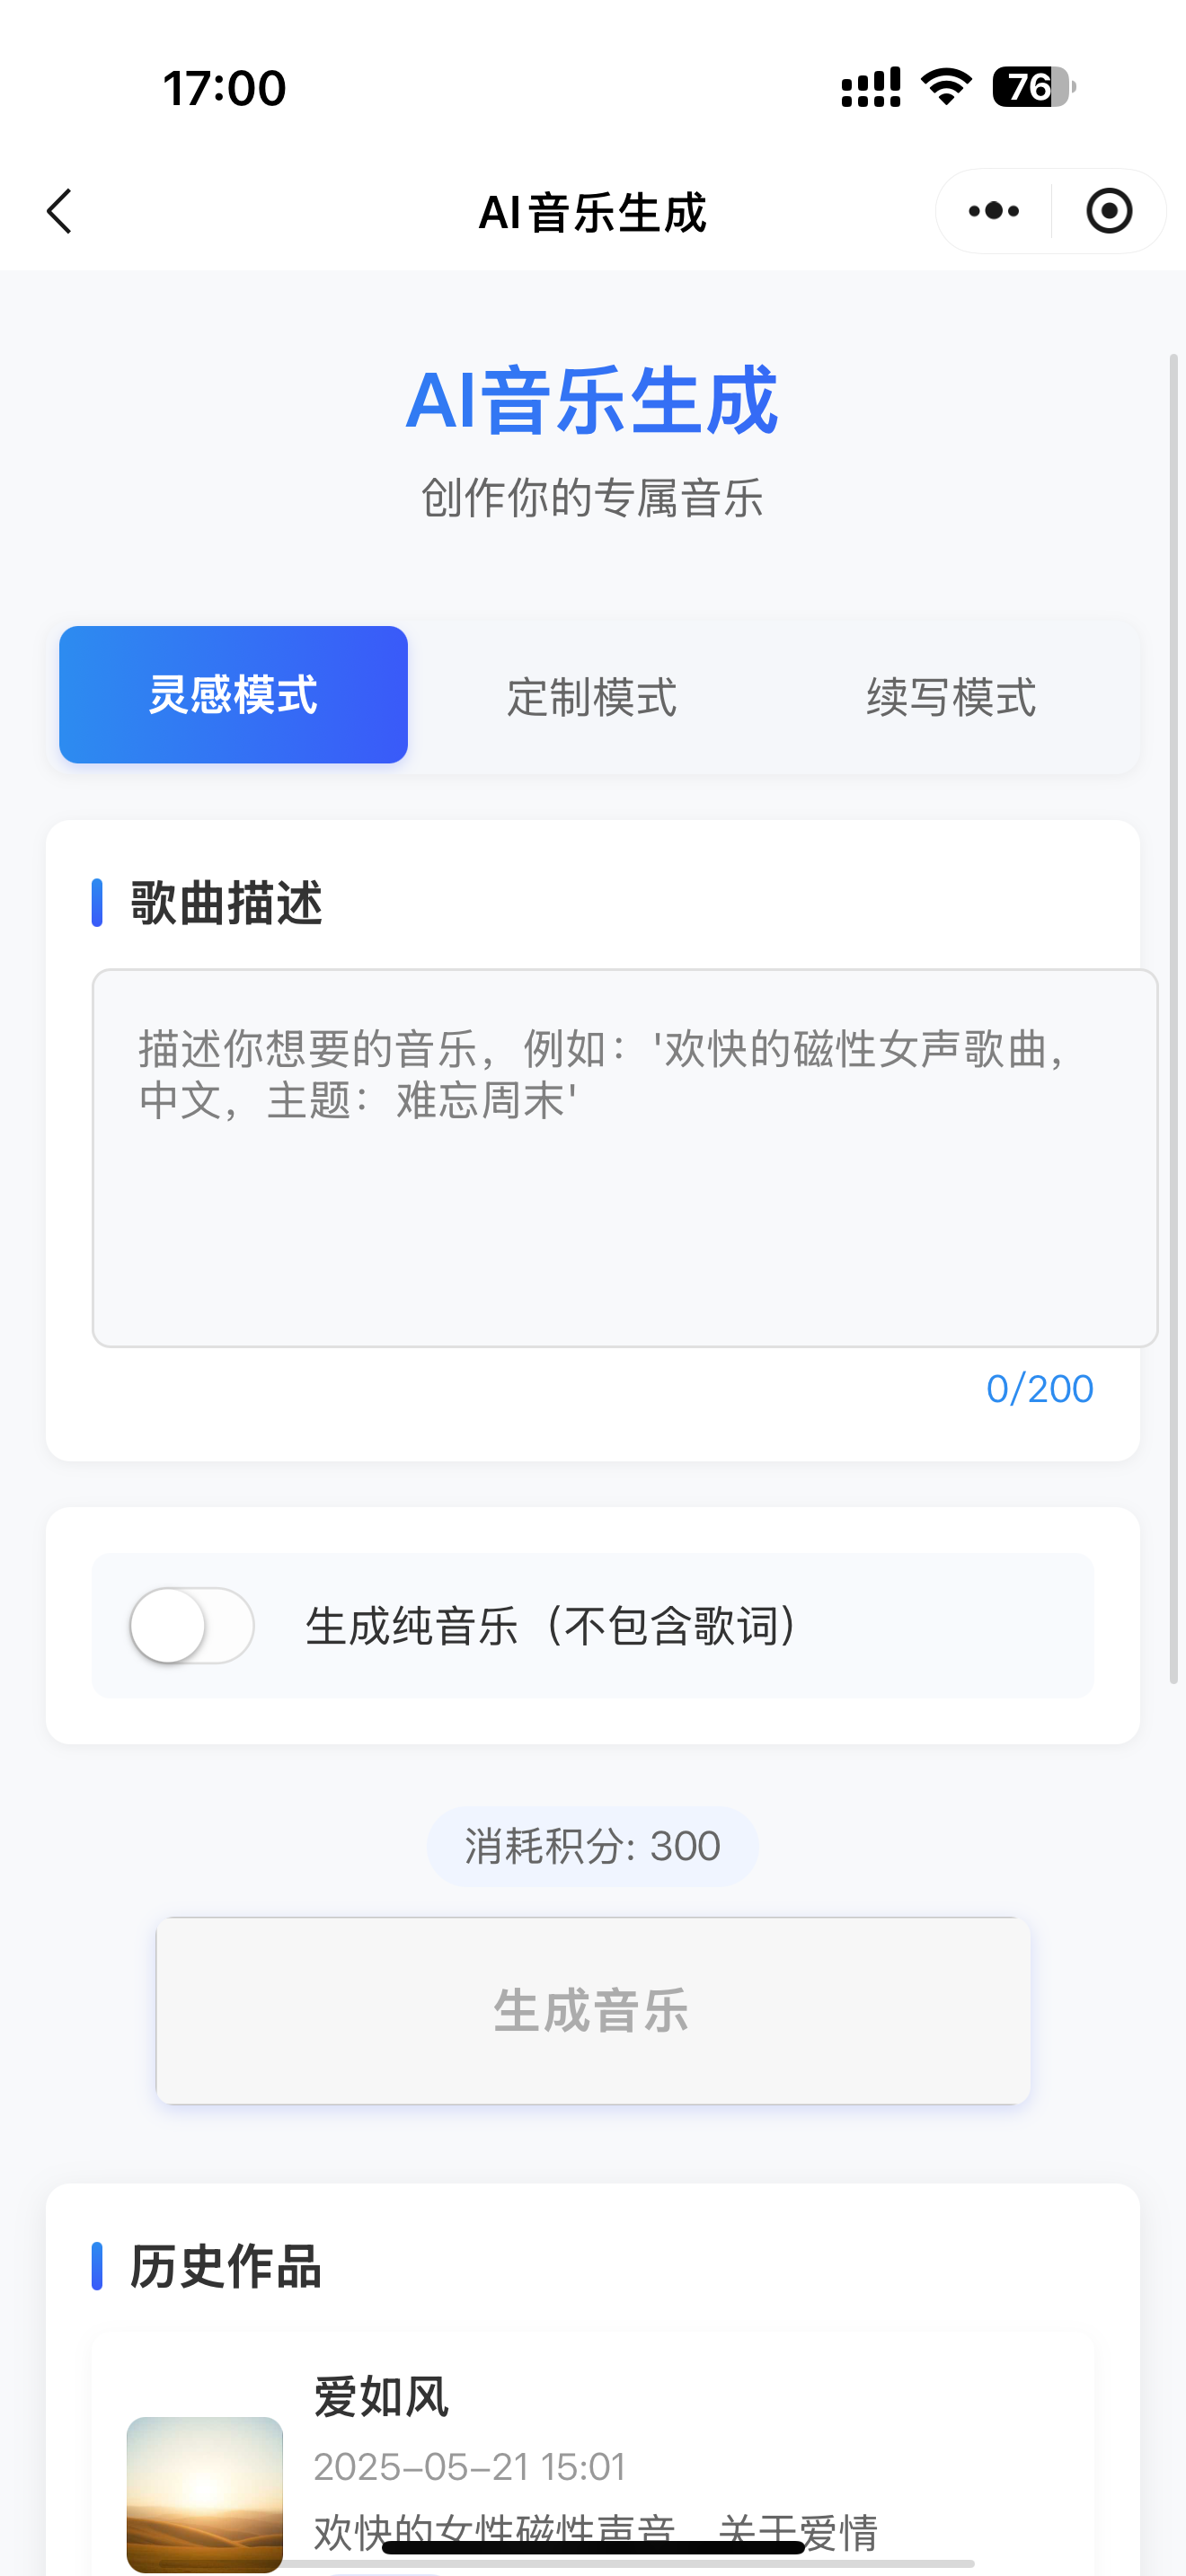 17:00
76
AI音乐生成
AI音乐生成
创作你的专属音乐
灵感模式
定制模式
续写模式
歌曲描述
描述你想要的音乐，例如：'欢快的磁性女声歌曲，
中文，主题：难忘周末'
0/200
生成纯音乐（不包含歌词）
消耗积分: 300
生成音乐
历史作品
爱如风
2025-05-21 15:01
欢快的女性磁性声音 关于爱情